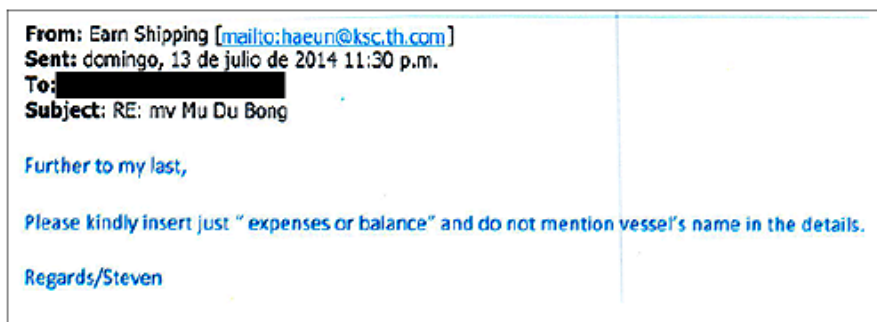 From: Earn Shipping [mailto:haeun@ksc.th.com]
Sent: domingo, 13 de julio de 2014 11:30 p.m.
To:
Subject: RE: mv Mu Du Bong
Further to my last,
Please kindly insert just " expenses or balance" and do not mention vessel's name in the details.
Regards/Steven